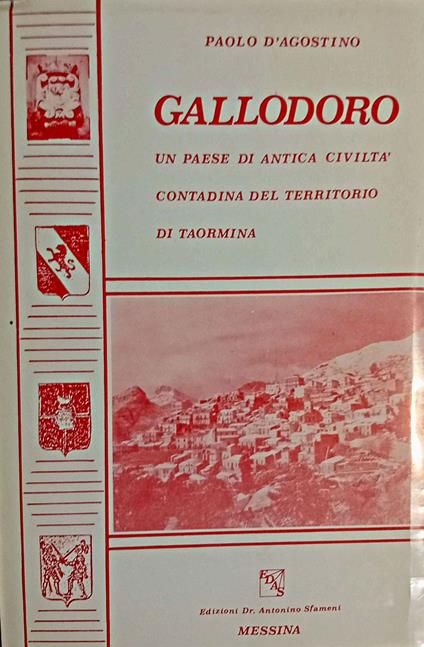 PAOLO D'AGOSTINO
GALLODORO
UN PAESE DI ANTICA CIVILTA'
CONTADINA DEL TERRITORIO
DI TAORMINA
EDAS
Edizioni Dr. Antonino Sfameni
MESSINA